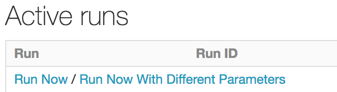 Active runs
Run Run ID
Run Now / Run Now With Different Parameters